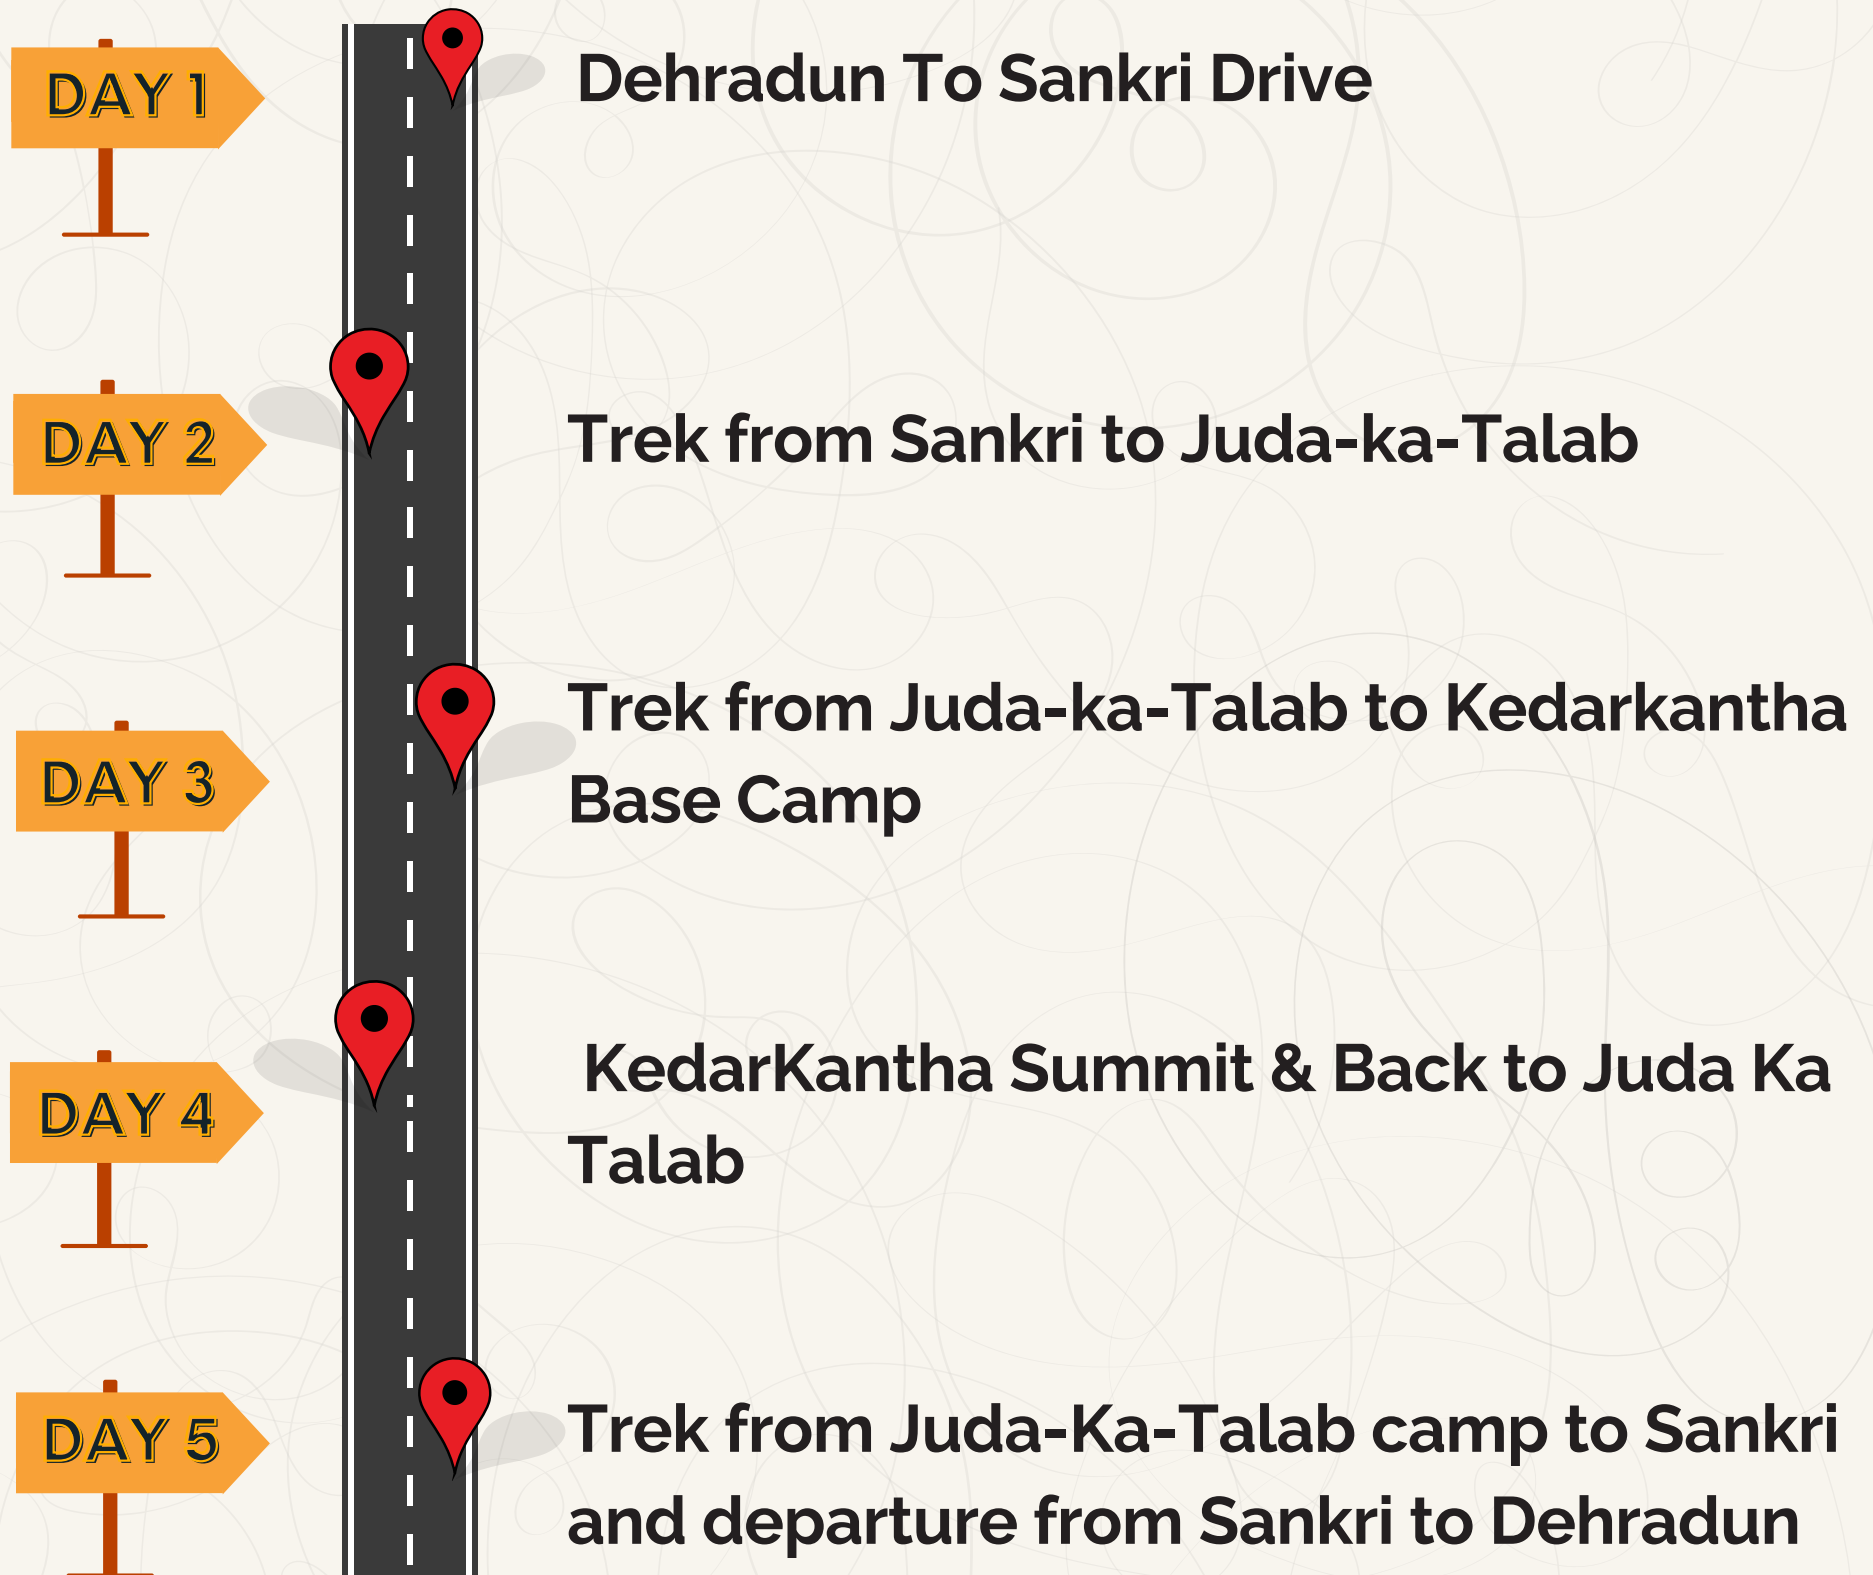 DAY 1
Dehradun To Sankri Drive
DAY 2
Trek from Sankri to Juda-ka-Talab
DAY 3
Trek from Juda-ka-Talab to Kedarkantha
Base Camp
DAY 4
KedarKantha Summit & Back to Juda Ka
Talab
DAY 5
Trek from Juda-Ka-Talab camp to Sankri
and departure from Sankri to Dehradun